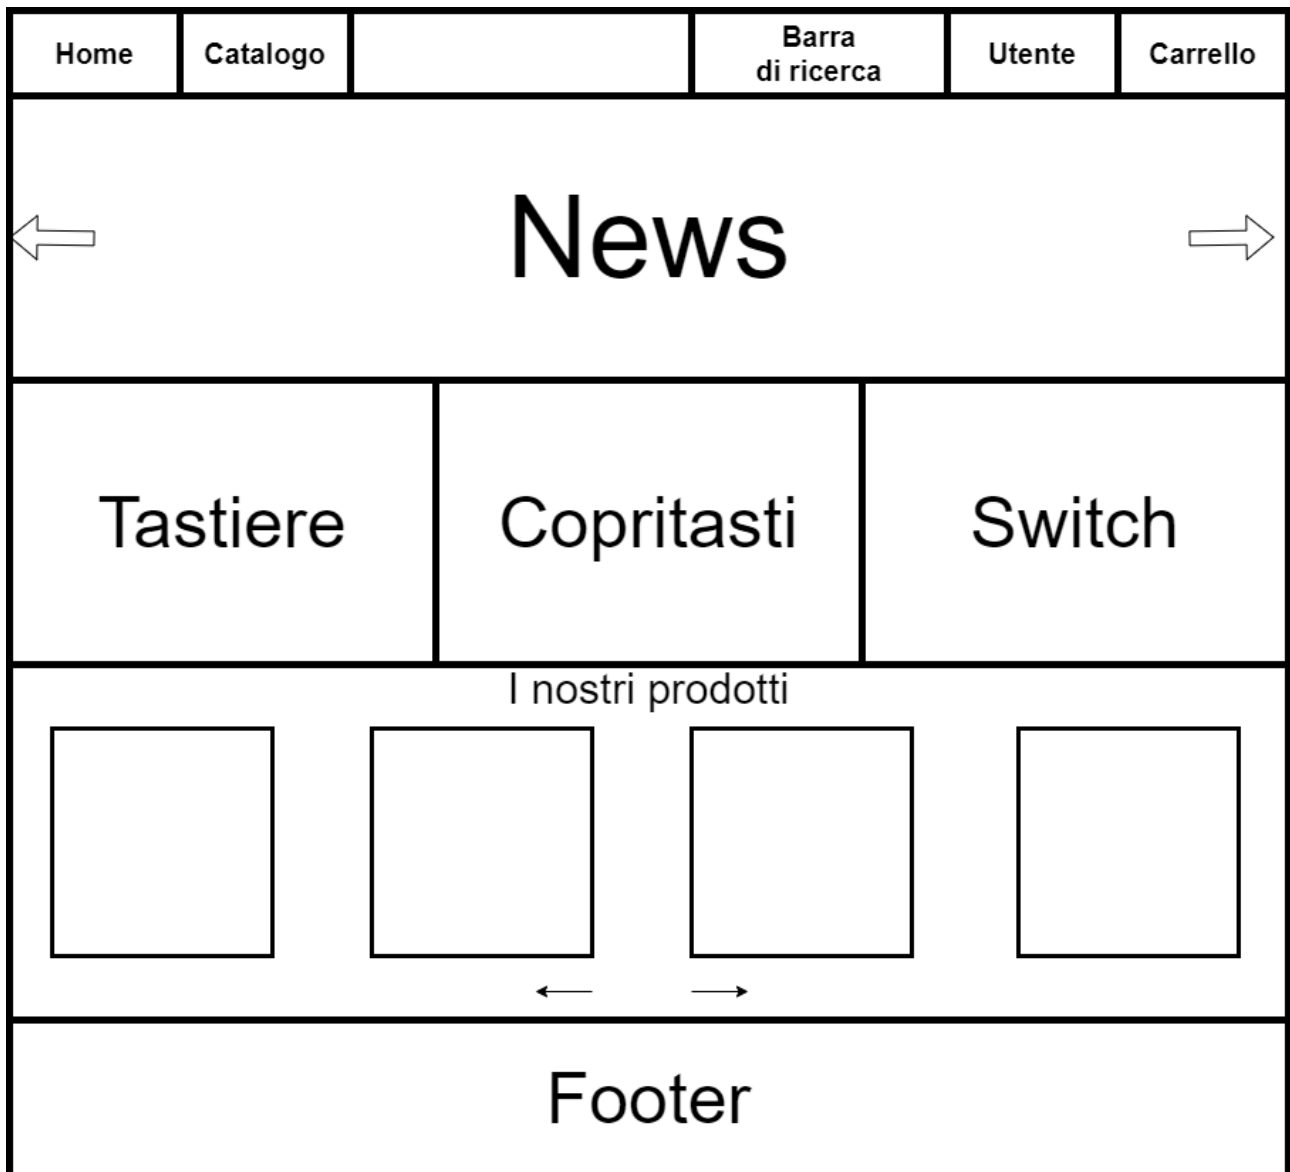 Home
Catalogo
Barra
di ricerca
Utente
Carrello
News
Tastiere
Copritasti
Switch
I nostri prodotti
Footer